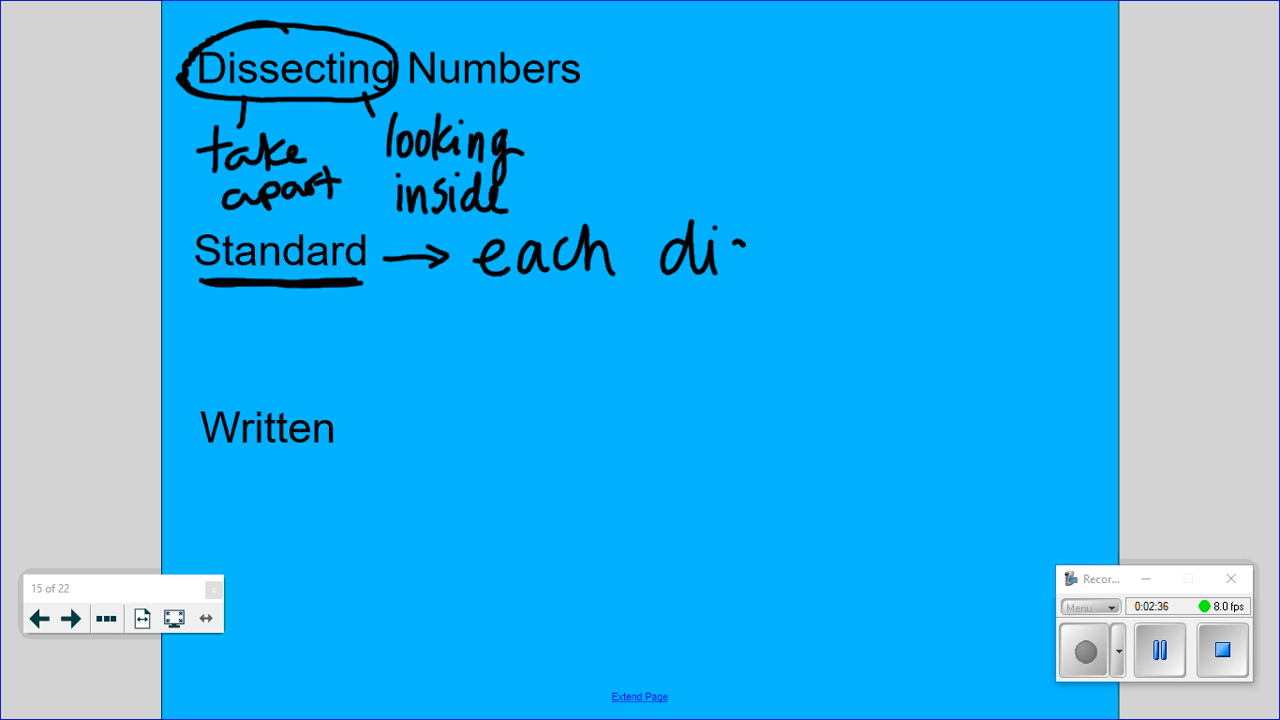 Dissecting Numbers
take looking
apart inside
Standard → each di
Written
15 of 22
Extend Page
Recor...
Menu 0:02:36 8.0 fps